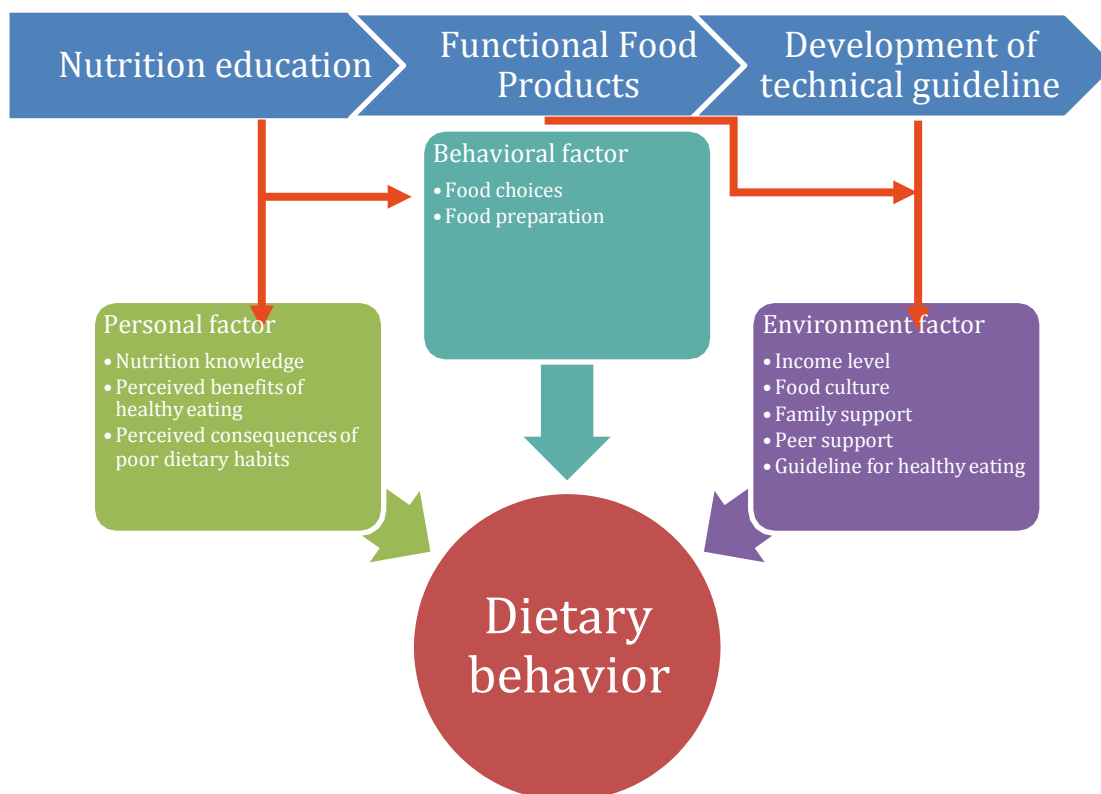 Nutrition education
Functional Food
Products
Development of
technical guideline
Behavioral factor
• Food choices
• Food preparation
Personal factor
• Nutrition knowledge
• Perceived benefits of
healthy eating
• Perceived consequences of
poor dietary habits
Environment factor
• Income level
• Food culture
• Family support
• Peer support
• Guideline for healthy eating
Dietary
behavior